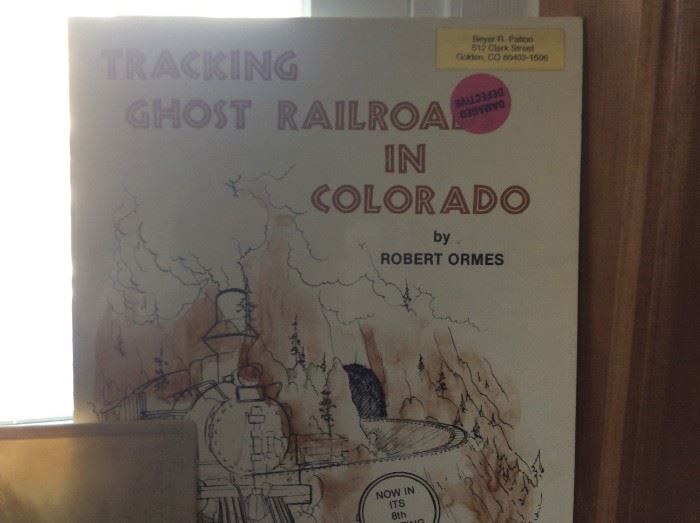 Beyer R. Patton
512 Clark Street
Golden, CO 80403-1506
TRACKING
GHOST RAILROA
DAMAGED
DEFECTIVE
IN
COLORADO
by
ROBERT ORMES
NOW IN
ITS
8th